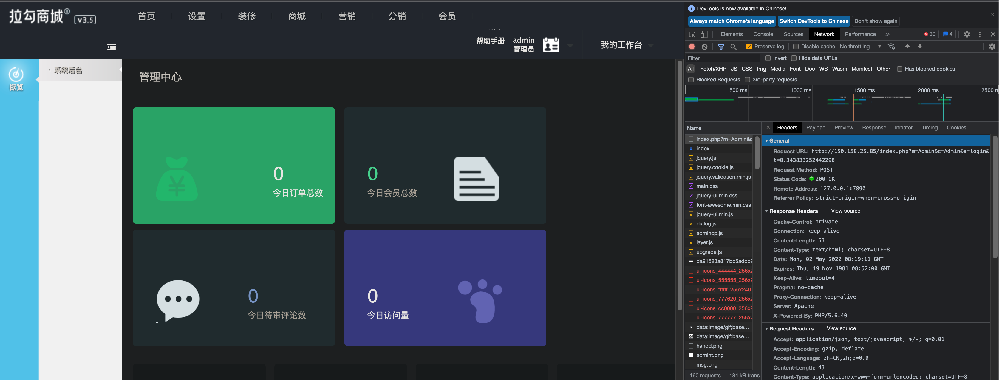 拉勾商城® v3.5
首页 设置 装修 商城 营销 分销 会员
帮助手册
admin
管理员
我的工作台
概览
系统后台
管理中心
0
今日订单总数
0
今日会员总数
0
今日待审评论数
0
今日访问量
DevTools is now available in Chinese!
Always match Chrome's language Switch DevTools to Chinese Don't show again
Elements Console Sources Network Performance » 30 4
Preserve log Disable cache No throttling
Filter Invert Hide data URLs
All Fetch/XHR JS CSS Img Media Font Doc WS Wasm Manifest Other Has blocked cookies
Blocked Requests 3rd-party requests
500 ms 1000 ms 1500 ms 2000 ms 2500 m
Name
index.php?m=Admin&c
index
jquery.js
jquery.cookie.js
jquery.validation.min.js
main.css
jquery-ui.min.css
font-awesome.min.css
jquery-ui.min.js
dialog.js
admincp.js
layer.js
upgrade.js
da91523a817bc5adcb2
ui-icons_444444_256x2
ui-icons_555555_256x2
ui-icons_ffffff_256x240.
ui-icons_777620_256x2
ui-icons_cc0000_256x2
ui-icons_777777_256x2
data:image/gif;base…
data:image/gif;base…
handd.png
admint.png
msg.png
160 requests 184 kB transf
Headers Payload Preview Response Initiator Timing Cookies
General
Request URL: http://150.158.25.85/index.php?m=Admin&c=Admin&a=login&
t=0.343833252442298
Request Method: POST
Status Code: 200 OK
Remote Address: 127.0.0.1:7890
Referrer Policy: strict-origin-when-cross-origin
Response Headers View source
Cache-Control: private
Connection: keep-alive
Content-Length: 53
Content-Type: text/html; charset=UTF-8
Date: Mon, 02 May 2022 08:19:11 GMT
Expires: Thu, 19 Nov 1981 08:52:00 GMT
Keep-Alive: timeout=4
Pragma: no-cache
Proxy-Connection: keep-alive
Server: Apache
X-Powered-By: PHP/5.6.40
Request Headers View source
Accept: application/json, text/javascript, */*; q=0.01
Accept-Encoding: gzip, deflate
Accept-Language: zh-CN,zh;q=0.9
Content-Length: 43
Content-Type: application/x-www-form-urlencoded; charset=UTF-8